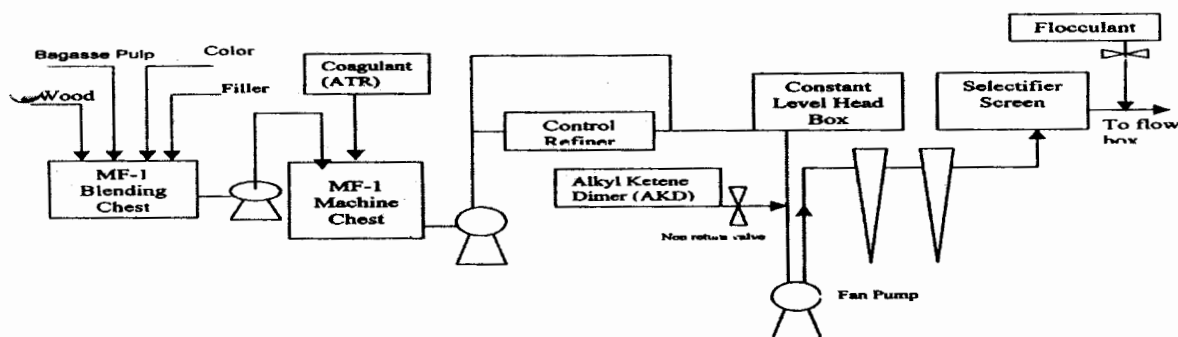 Flocculant
Bagasse Pulp
Color
Wood
Filler
Coagulant
(ATR)
Constant
Level Head
Box
Selectifier
Screen
To flow
box
Control
Refiner
MF-1
Blending
Chest
MF-1
Machine
Chest
Alkyl Ketene
Dimer (AKD)
Non return valve
Fan Pump